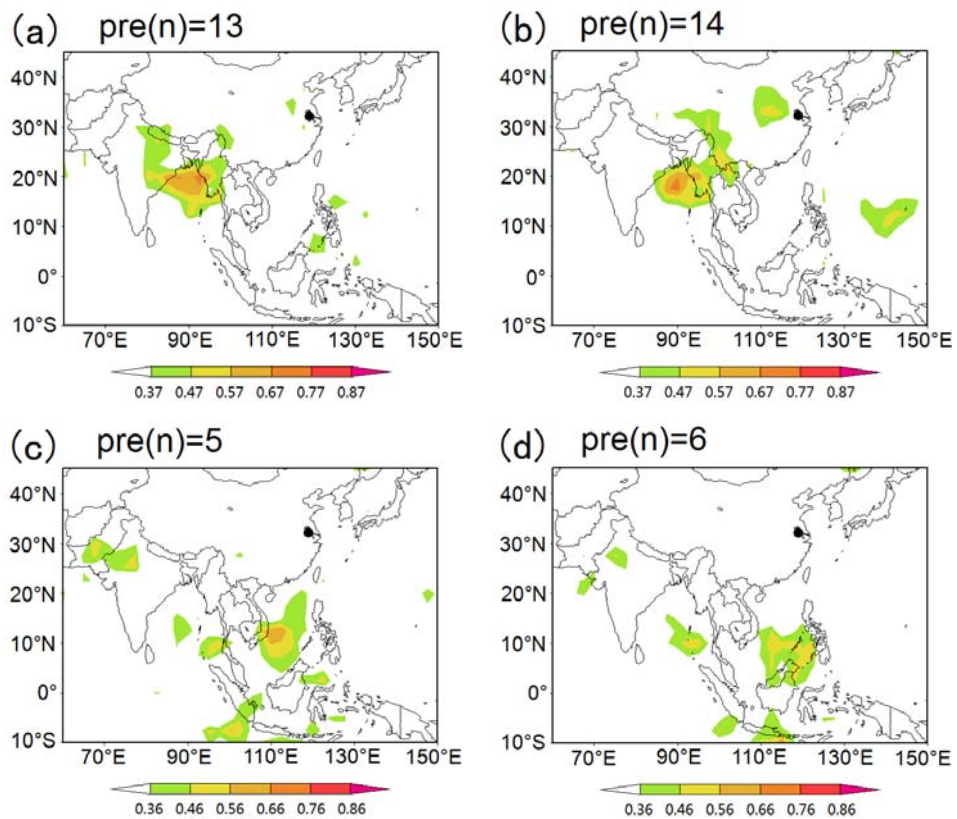 (a) pre(n)=13
40°N
30°N
20°N
10°N
0°
10°S
70°E 90°E 110°E 130°E 150°E
0.37 0.47 0.57 0.67 0.77 0.87
(b) pre(n)=14
40°N
30°N
20°N
10°N
0°
10°S
70°E 90°E 110°E 130°E 150°E
0.37 0.47 0.57 0.67 0.77 0.87
(c) pre(n)=5
40°N
30°N
20°N
10°N
0°
10°S
70°E 90°E 110°E 130°E 150°E
0.36 0.46 0.56 0.66 0.76 0.86
(d) pre(n)=6
40°N
30°N
20°N
10°N
0°
10°S
70°E 90°E 110°E 130°E 150°E
0.36 0.46 0.56 0.66 0.76 0.86